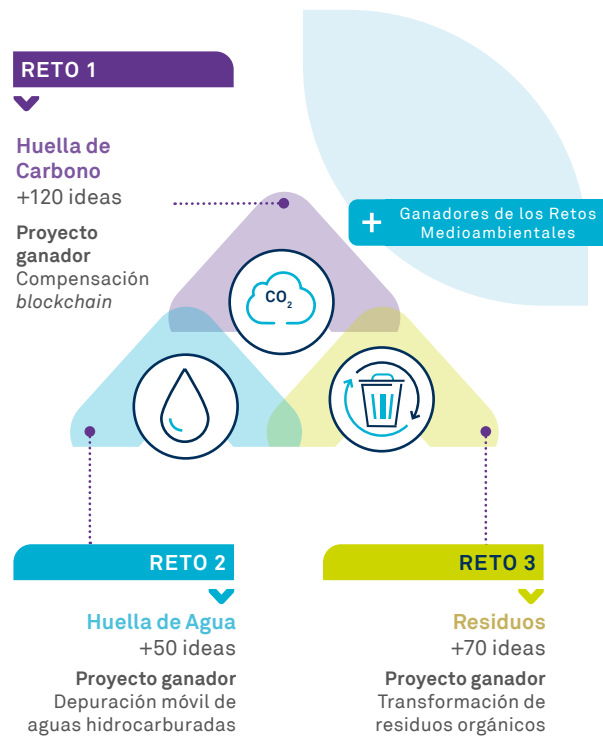 RETO 1
Huella de
Carbono
+120 ideas
Proyecto
ganador
Compensación
blockchain
+ Ganadores de los Retos
Medioambientales
CO₂
RETO 2
Huella de Agua
+50 ideas
Proyecto ganador
Depuración móvil de
aguas hidrocarburadas
RETO 3
Residuos
+70 ideas
Proyecto ganador
Transformación de
residuos orgánicos